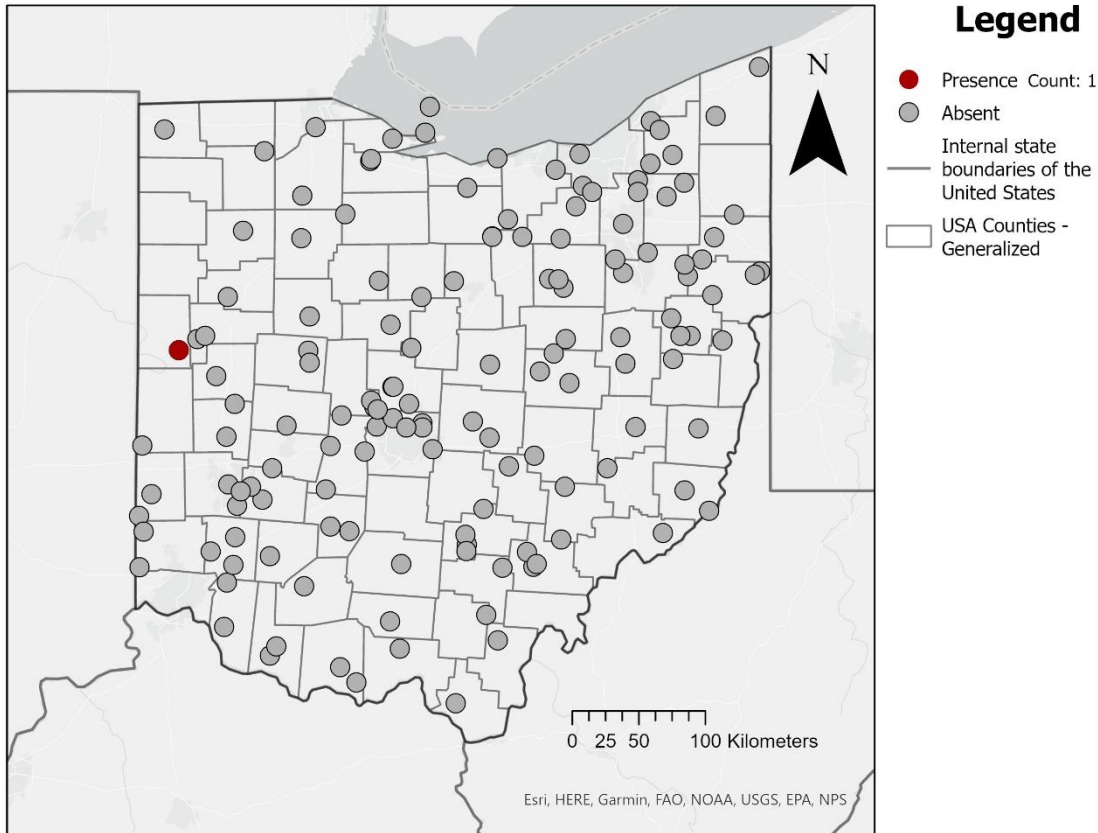 Legend
N
Presence Count: 1
Absent
Internal state
boundaries of the
United States
USA Counties -
Generalized
0 25 50 100 Kilometers
Esri, HERE, Garmin, FAO, NOAA, USGS, EPA, NPS